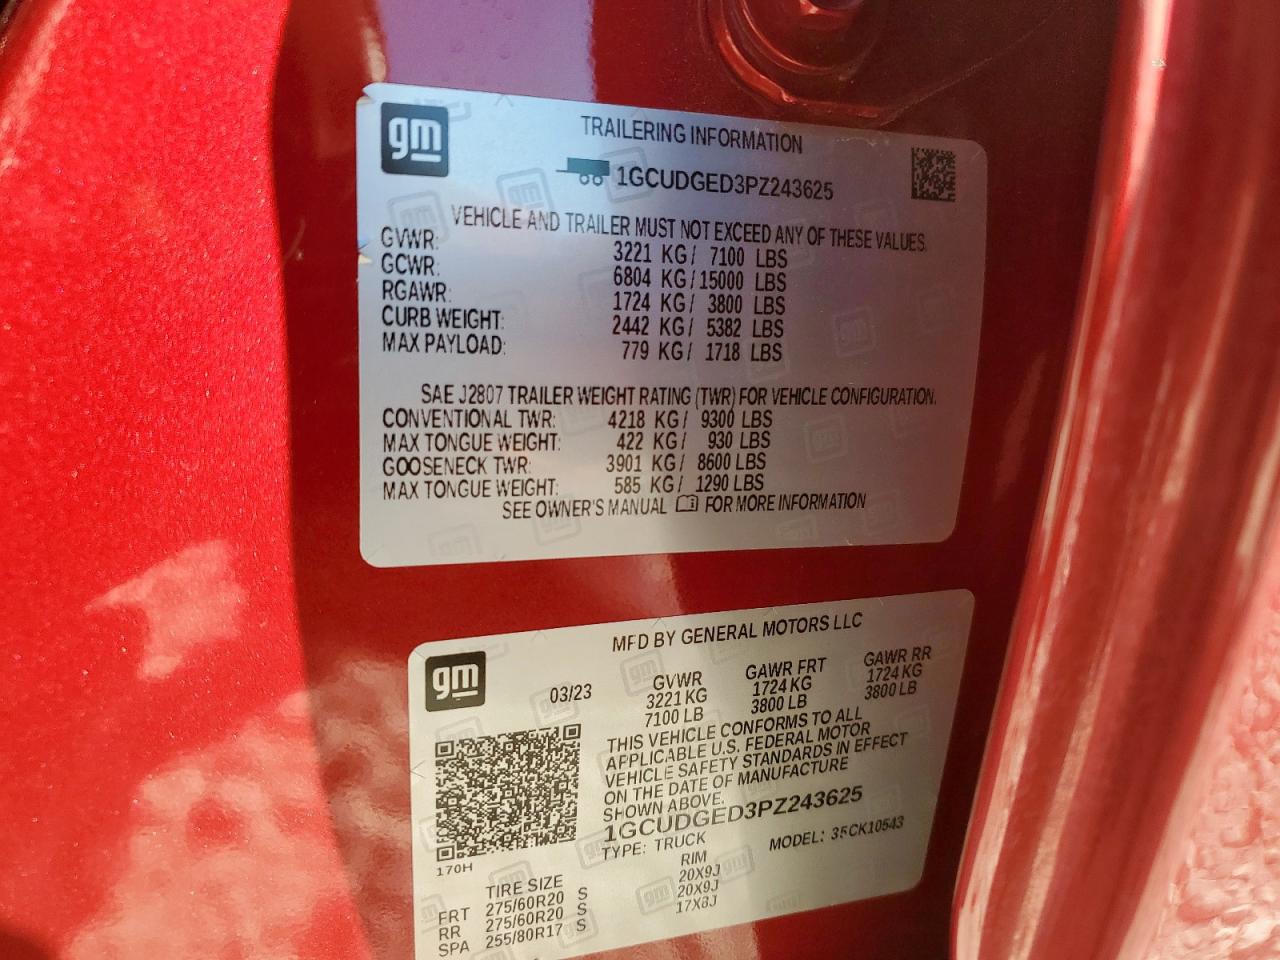 gm
TRAILERING INFORMATION
1GCUDGED3PZ243625
VEHICLE AND TRAILER MUST NOT EXCEED ANY OF THESE VALUES.
GVWR: 3221 KG/ 7100 LBS
GCWR: 6804 KG/ 15000 LBS
RGAWR: 1724 KG/ 3800 LBS
CURB WEIGHT: 2442 KG/ 5382 LBS
MAX PAYLOAD: 779 KG/ 1718 LBS
SAE J2807 TRAILER WEIGHT RATING (TWR) FOR VEHICLE CONFIGURATION.
CONVENTIONAL TWR: 4218 KG/ 9300 LBS
MAX TONGUE WEIGHT: 422 KG/ 930 LBS
GOOSENECK TWR: 3901 KG/ 8600 LBS
MAX TONGUE WEIGHT: 585 KG/ 1290 LBS
SEE OWNER'S MANUAL FOR MORE INFORMATION
gm
MFD BY GENERAL MOTORS LLC
03/23 GVWR GAWR FRT GAWR RR
3221 KG 1724 KG 1724 KG
7100 LB 3800 LB 3800 LB
THIS VEHICLE CONFORMS TO ALL
APPLICABLE U.S. FEDERAL MOTOR
VEHICLE SAFETY STANDARDS IN EFFECT
ON THE DATE OF MANUFACTURE
SHOWN ABOVE.
1GCUDGED3PZ243625
TYPE: TRUCK MODEL: 35CK10543
170H
TIRE SIZE RIM
FRT 275/60R20 S 20X9J
RR 275/60R20 S 20X9J
SPA 255/80R17 S 17X8J